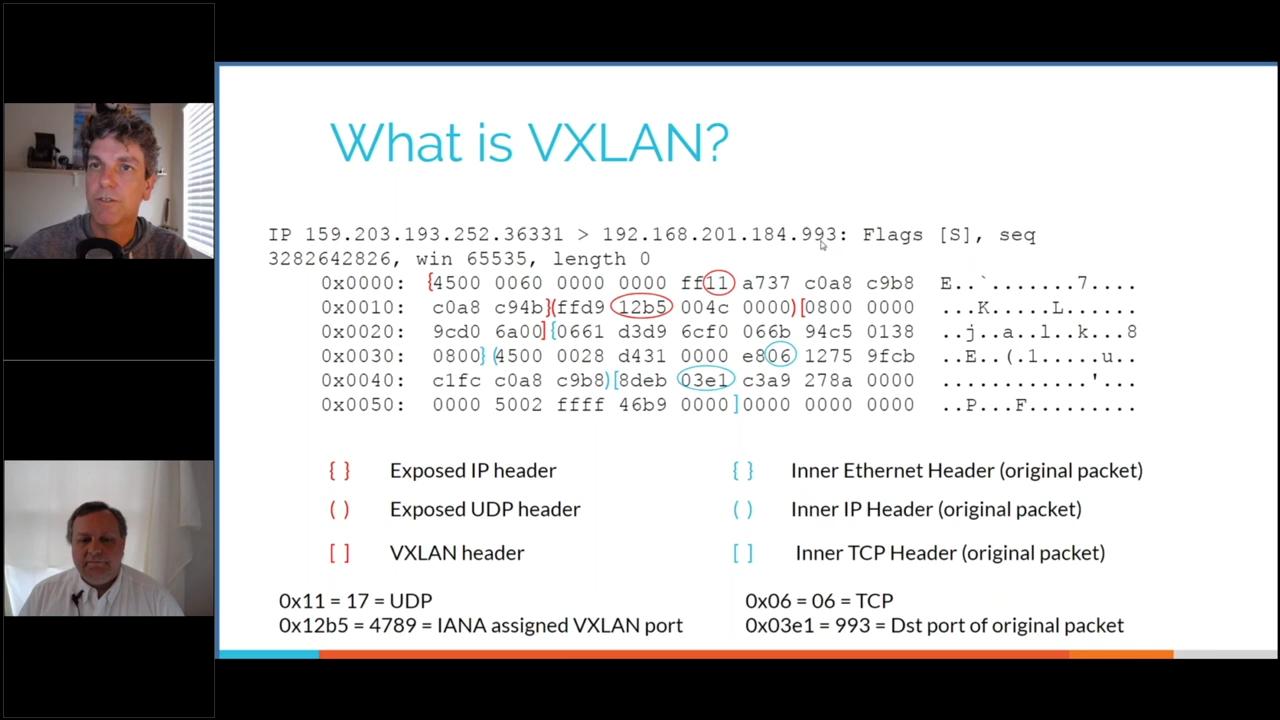 What is VXLAN?
IP 159.203.193.252.36331 > 192.168.201.184.993: Flags [S], seq
3282642826, win 65535, length 0
0x0000: {4500 0060 0000 0000 ff11 a737 c0a8 c9b8 E..`.......7....
0x0010: c0a8 c94b}(ffd9 12b5 004c 0000)[0800 0000 ...K.....L......
0x0020: 9cd0 6a00]{0661 d3d9 6cf0 066b 94c5 0138 ..j..a..l..k...8
0x0030: 0800}(4500 0028 d431 0000 e806 1275 9fcb ..E..(.1.....u..
0x0040: c1fc c0a8 c9b8)[8deb 03e1 c3a9 278a 0000 ............'...
0x0050: 0000 5002 ffff 46b9 0000]0000 0000 0000 ..P...F.........
{ } Exposed IP header
( ) Exposed UDP header
[ ] VXLAN header
{ } Inner Ethernet Header (original packet)
( ) Inner IP Header (original packet)
[ ] Inner TCP Header (original packet)
0x11 = 17 = UDP
0x12b5 = 4789 = IANA assigned VXLAN port
0x06 = 06 = TCP
0x03e1 = 993 = Dst port of original packet